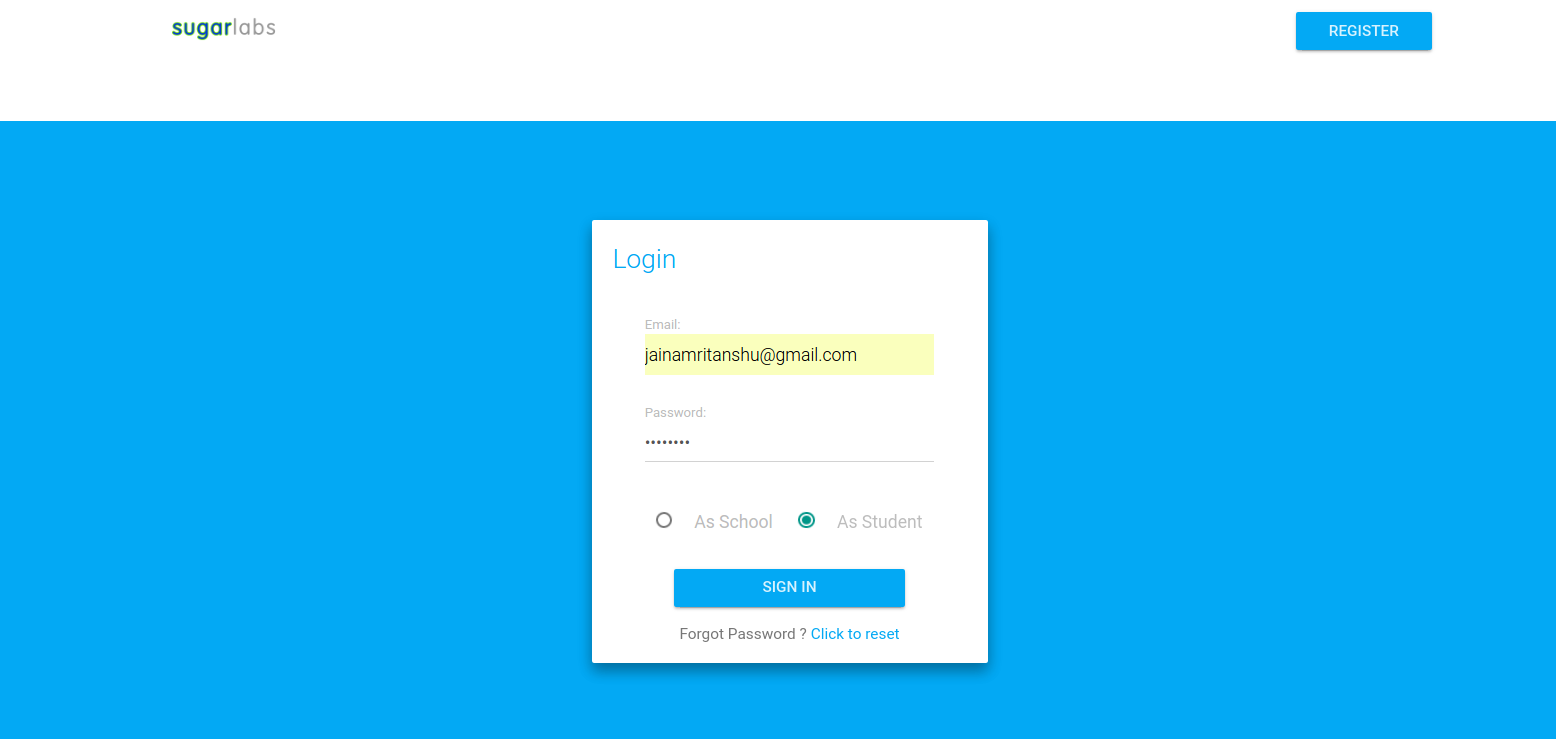 sugarlabs
REGISTER
Login
Email:
jainamritanshu@gmail.com
Password:
••••••••
As School As Student
SIGN IN
Forgot Password ? Click to reset